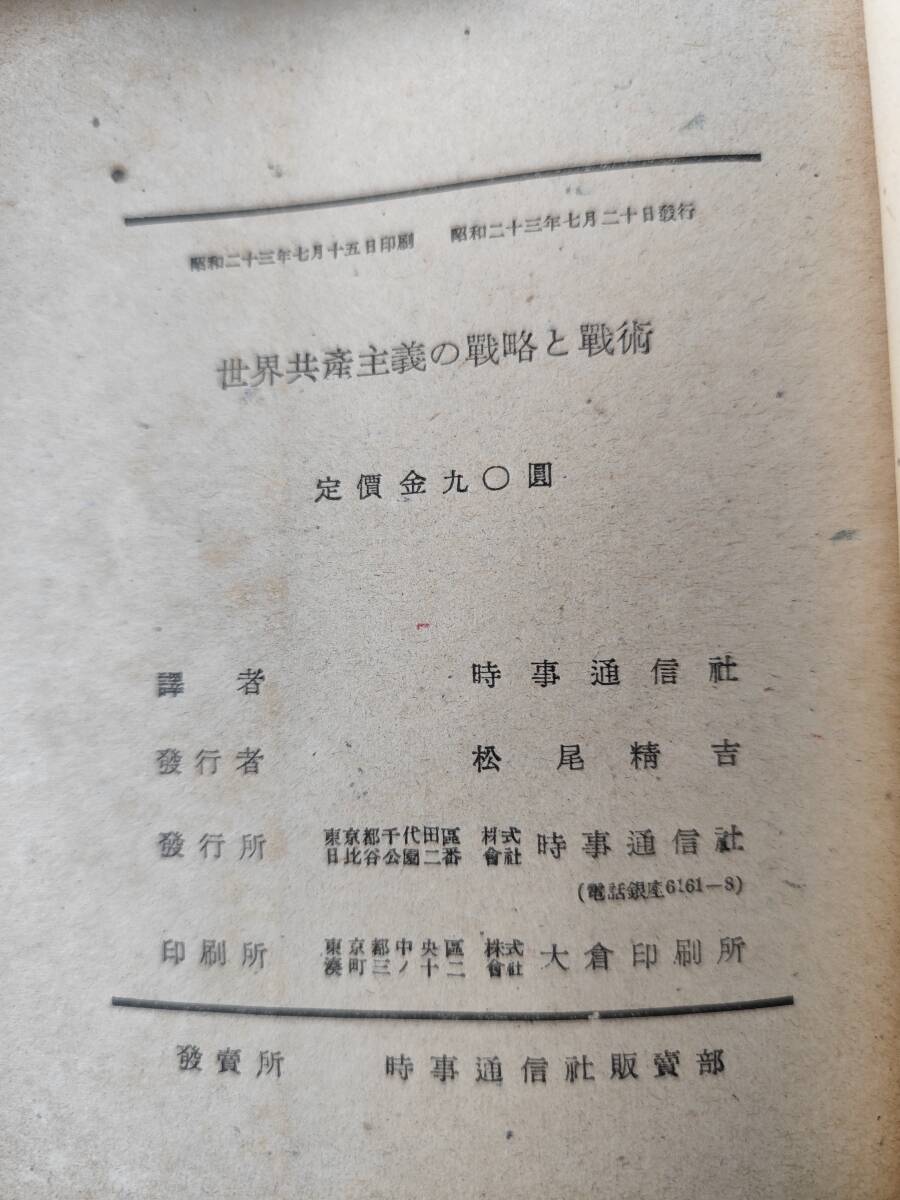 昭和二十三年七月十五日印刷　昭和二十三年七月二十日發行
世界共產主義の戰略と戰術
定價金九〇圓
譯者　時事通信社
發行者　松尾精吉
發行所　東京都千代田區日比谷公園二番　株式會社　時事通信社
(電話銀座6161—8)
印刷所　東京都中央區湊町三ノ十二　株式會社　大倉印刷所
發賣所　時事通信社販賣部